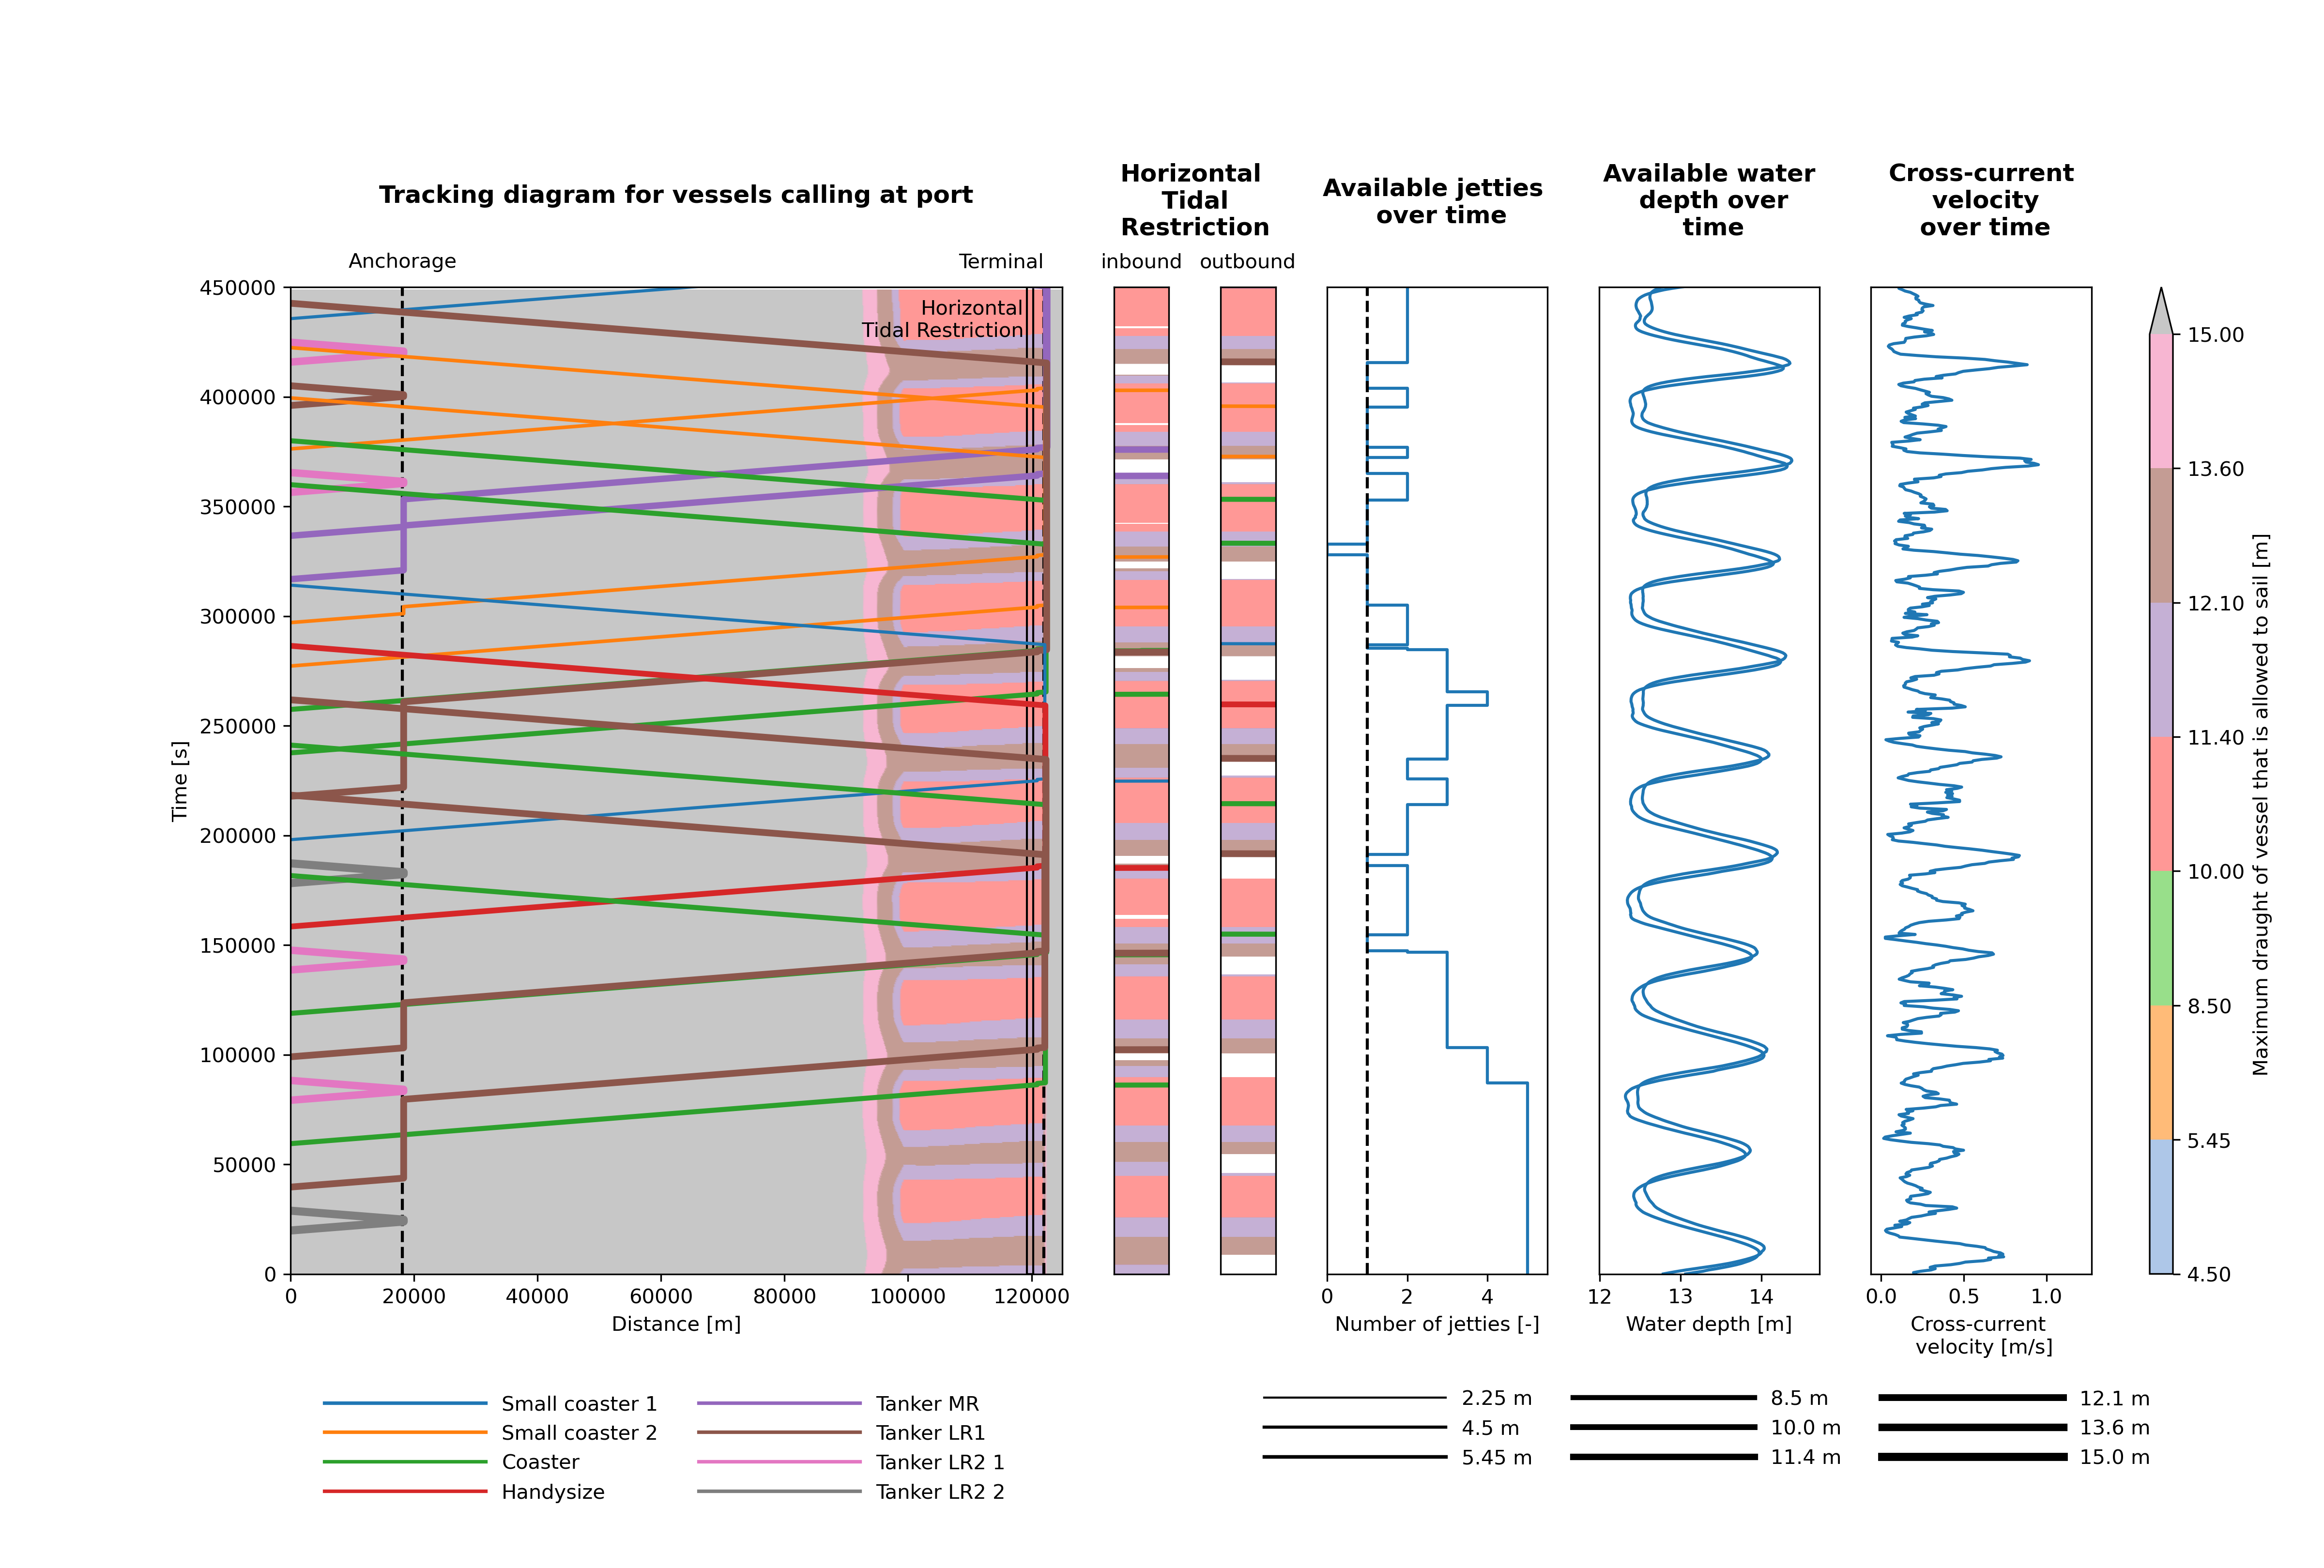 Tracking diagram for vessels calling at port
Horizontal
Tidal
Restriction
Available jetties
over time
Available water
depth over
time
Cross-current
velocity
over time
Anchorage
Terminal
inbound
outbound
Horizontal
Tidal Restriction
450000
400000
350000
300000
250000
200000
150000
100000
50000
0
Time [s]
0
20000
40000
60000
80000
100000
120000
Distance [m]
0
2
4
Number of jetties [-]
12
13
14
Water depth [m]
0.0
0.5
1.0
Cross-current
velocity [m/s]
15.00
13.60
12.10
11.40
10.00
8.50
5.45
4.50
Maximum draught of vessel that is allowed to sail [m]
Small coaster 1
Small coaster 2
Coaster
Handysize
Tanker MR
Tanker LR1
Tanker LR2 1
Tanker LR2 2
2.25 m
4.5 m
5.45 m
8.5 m
10.0 m
11.4 m
12.1 m
13.6 m
15.0 m